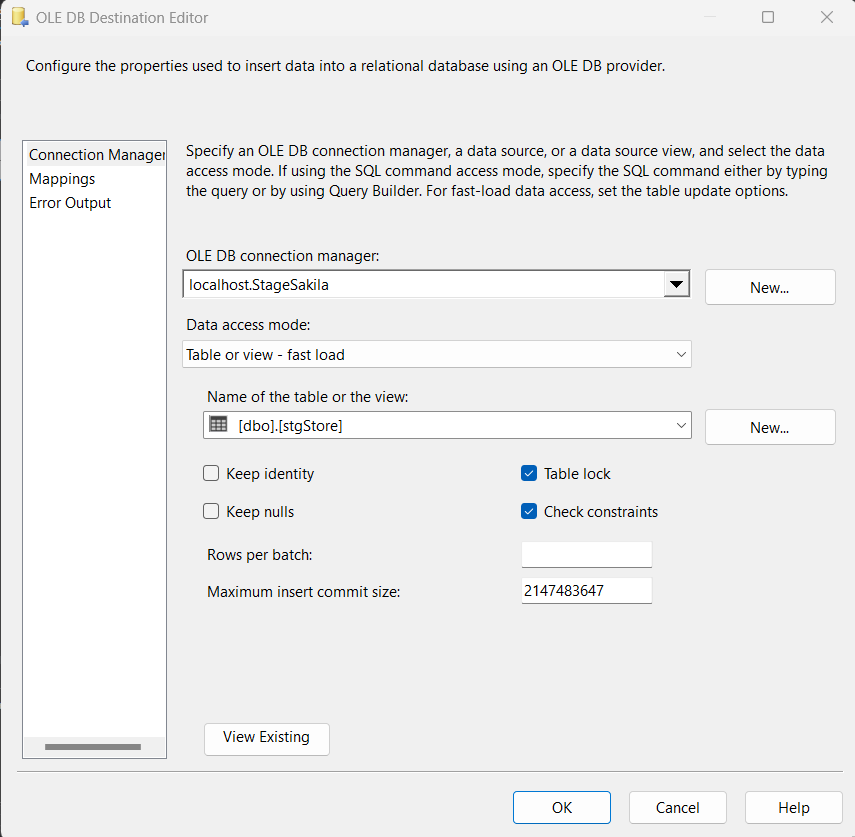 OLE DB Destination Editor
Configure the properties used to insert data into a relational database using an OLE DB provider.
Connection Manager
Mappings
Error Output
Specify an OLE DB connection manager, a data source, or a data source view, and select the data
access mode. If using the SQL command access mode, specify the SQL command either by typing
the query or by using Query Builder. For fast-load data access, set the table update options.
OLE DB connection manager:
localhost.StageSakila
New...
Data access mode:
Table or view - fast load
Name of the table or the view:
[dbo].[stgStore]
New...
Keep identity
Table lock
Keep nulls
Check constraints
Rows per batch:
Maximum insert commit size:
2147483647
View Existing
OK
Cancel
Help